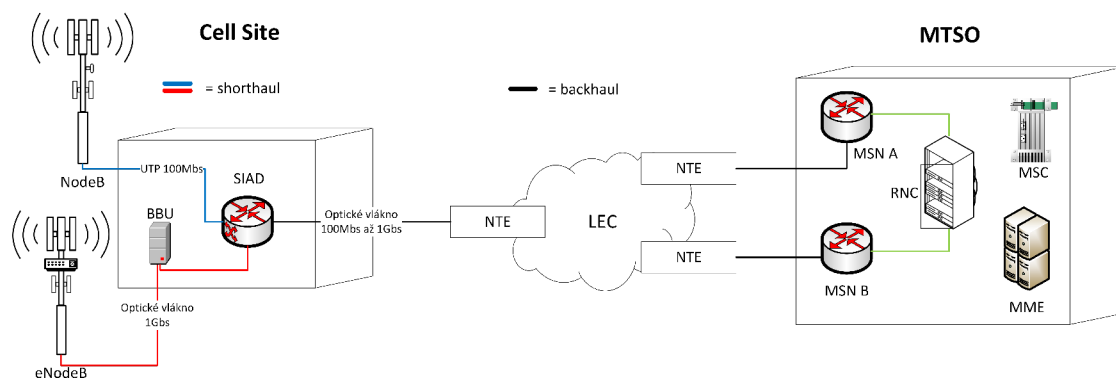 Cell Site
MTSO
= shorthaul
= backhaul
NodeB
UTP 100Mbs
SIAD
BBU
Optické vlákno
100Mbs až 1Gbs
NTE
LEC
NTE
NTE
MSN A
MSN B
RNC
MSC
MME
Optické vlákno
1Gbs
eNodeB